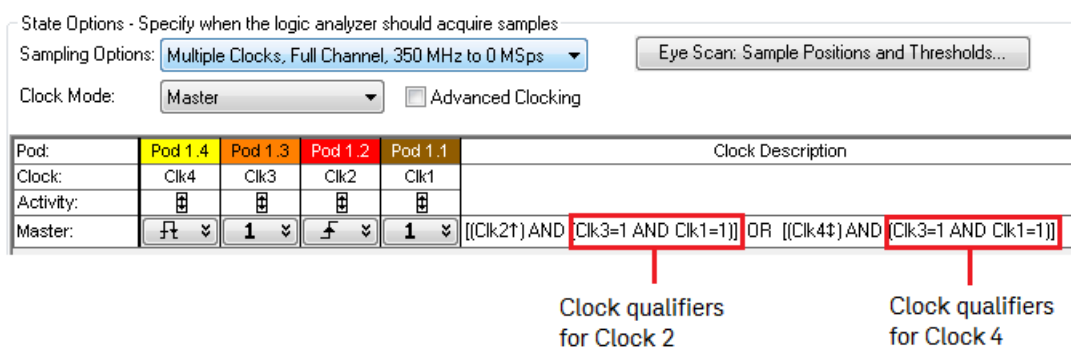 State Options - Specify when the logic analyzer should acquire samples
Sampling Options: Multiple Clocks, Full Channel, 350 MHz to 0 MSps Eye Scan: Sample Positions and Thresholds...
Clock Mode: Master Advanced Clocking
Pod: Pod 1.4 Pod 1.3 Pod 1.2 Pod 1.1 Clock Description
Clock: Clk4 Clk3 Clk2 Clk1
Activity:
Master: 1 1 [(Clk2↑) AND (Clk3=1 AND Clk1=1)] OR [(Clk4↕) AND (Clk3=1 AND Clk1=1)]
Clock qualifiers Clock qualifiers
for Clock 2 for Clock 4